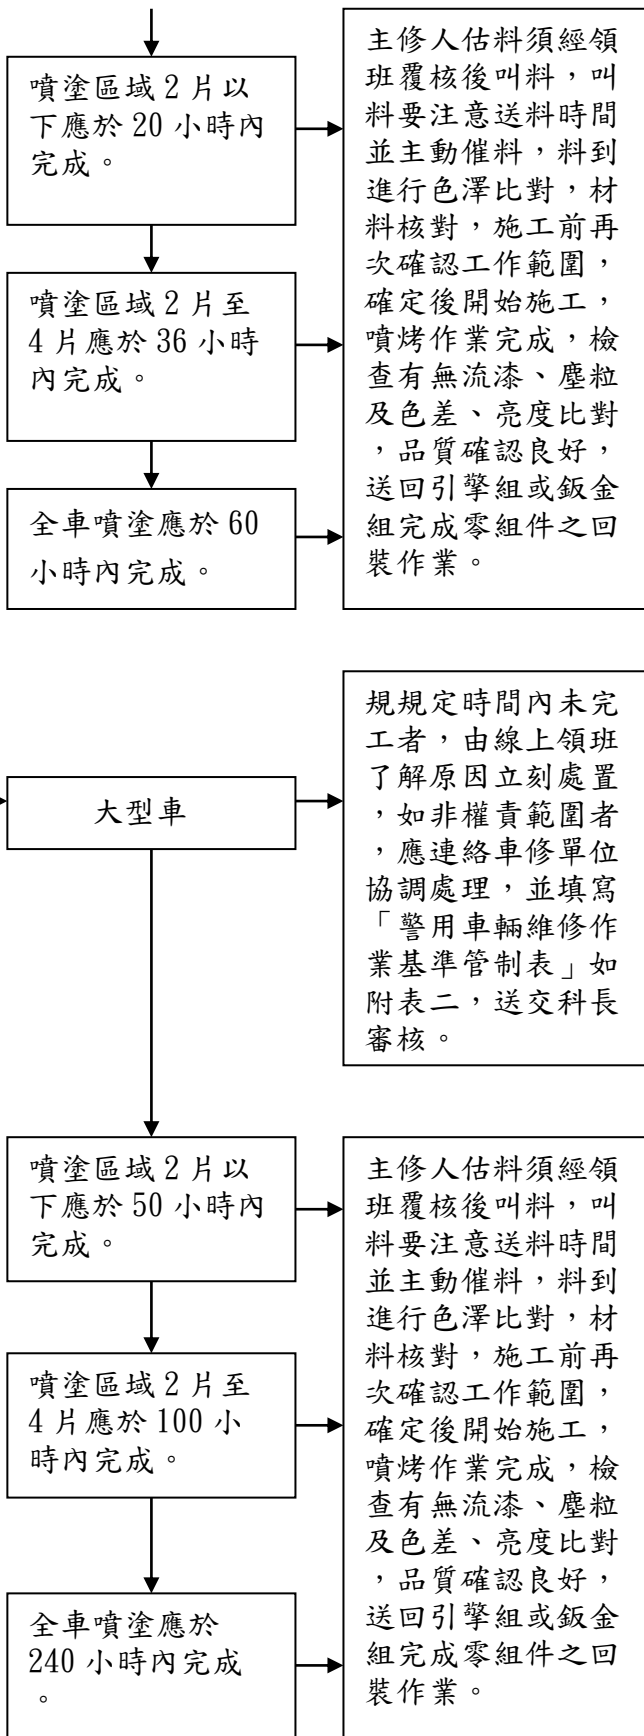 噴塗區域 2 片以
下應於 20 小時內
完成。
主修人估料須經領
班覆核後叫料，叫
料要注意送料時間
並主動催料，料到
進行色澤比對，材
料核對，施工前再
次確認工作範圍，
確定後開始施工，
噴烤作業完成，檢
查有無流漆、塵粒
及色差、亮度比對
，品質確認良好，
送回引擎組或鈑金
組完成零組件之回
裝作業。
噴塗區域 2 片至
4 片應於 36 小時
內完成。
全車噴塗應於 60
小時內完成。
大型車
規規定時間內未完
工者，由線上領班
了解原因立刻處置
，如非權責範圍者
，應連絡車修單位
協調處理，並填寫
「警用車輛維修作
業基準管制表」如
附表二，送交科長
審核。
噴塗區域 2 片以
下應於 50 小時內
完成。
主修人估料須經領
班覆核後叫料，叫
料要注意送料時間
並主動催料，料到
進行色澤比對，材
料核對，施工前再
次確認工作範圍，
確定後開始施工，
噴烤作業完成，檢
查有無流漆、塵粒
及色差、亮度比對
，品質確認良好，
送回引擎組或鈑金
組完成零組件之回
裝作業。
噴塗區域 2 片至
4 片應於 100 小
時內完成。
全車噴塗應於
240 小時內完成
。